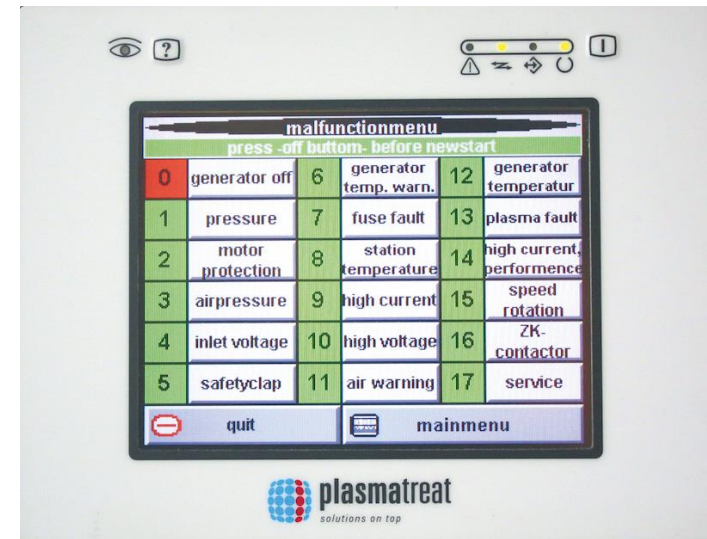 ?
malfunctionmenu
press -off buttom- before newstart
0 generator off 6 generator temp. warn. 12 generator temperatur
1 pressure 7 fuse fault 13 plasma fault
2 motor protection 8 station temperature 14 high current, performence
3 airpressure 9 high current 15 speed rotation
4 inlet voltage 10 high voltage 16 ZK-contactor
5 safetyclap 11 air warning 17 service
quit mainmenu
plasmatreat
solutions on top